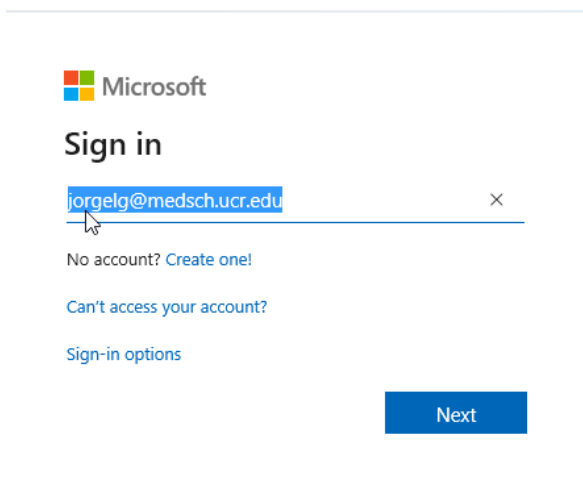 Microsoft
Sign in
jorgelg@medsch.ucr.edu
No account? Create one!
Can't access your account?
Sign-in options
Next